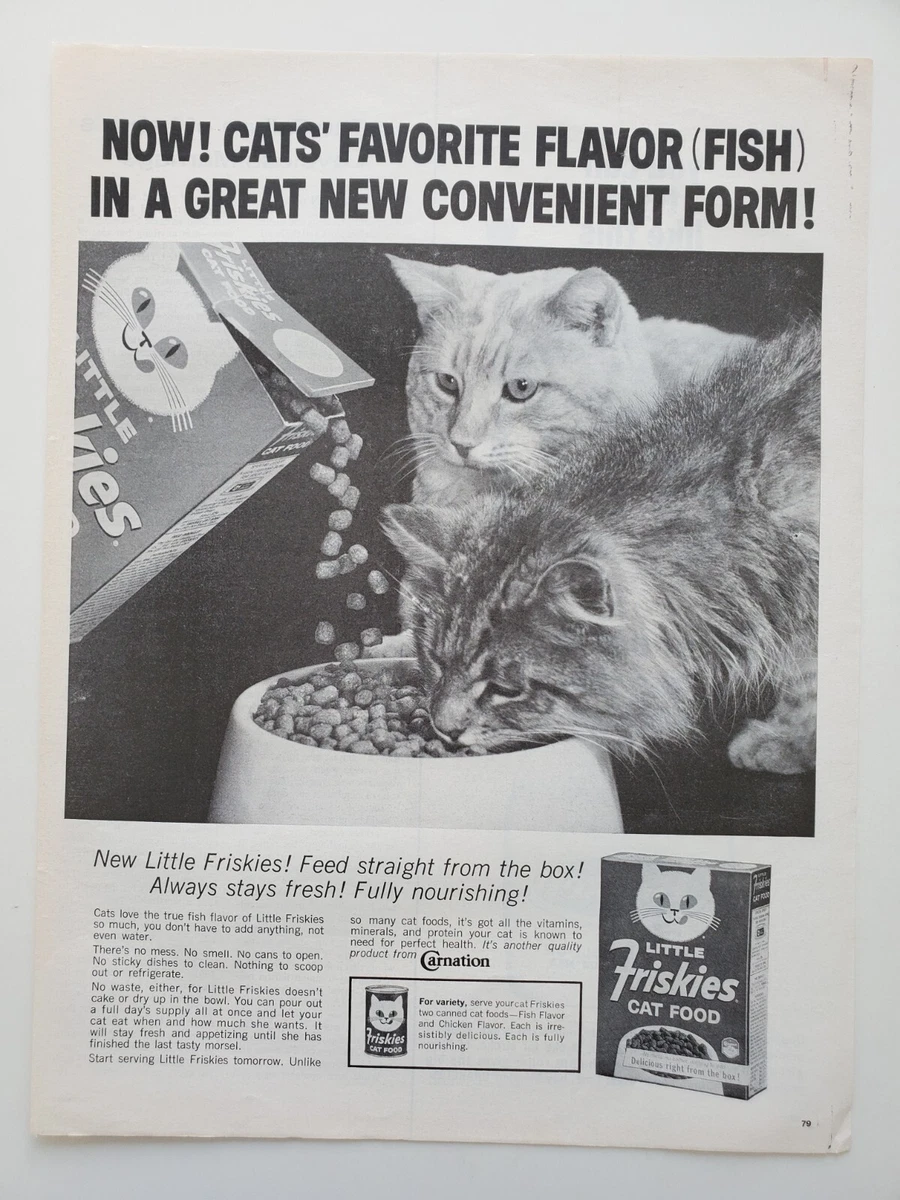 NOW! CATS' FAVORITE FLAVOR (FISH)
IN A GREAT NEW CONVENIENT FORM!
LITTLE
Friskies
CAT FOOD
LITTLE
kies
CAT FOOD
New Little Friskies! Feed straight from the box!
Always stays fresh! Fully nourishing!
Cats love the true fish flavor of Little Friskies
so much, you don't have to add anything, not
even water.
There's no mess. No smell. No cans to open.
No sticky dishes to clean. Nothing to scoop
out or refrigerate.
No waste, either, for Little Friskies doesn't
cake or dry up in the bowl. You can pour out
a full day's supply all at once and let your
cat eat when and how much she wants. It
will stay fresh and appetizing until she has
finished the last tasty morsel.
Start serving Little Friskies tomorrow. Unlike
so many cat foods, it's got all the vitamins,
minerals, and protein your cat is known to
need for perfect health. It's another quality
product from Carnation
Friskies
CAT FOOD
For variety, serve your cat Friskies
two canned cat foods—Fish Flavor
and Chicken Flavor. Each is irre-
sistibly delicious. Each is fully
nourishing.
LITTLE
Friskies
CAT FOOD
Delicious right from the box!
Friskies
CAT FOOD
79